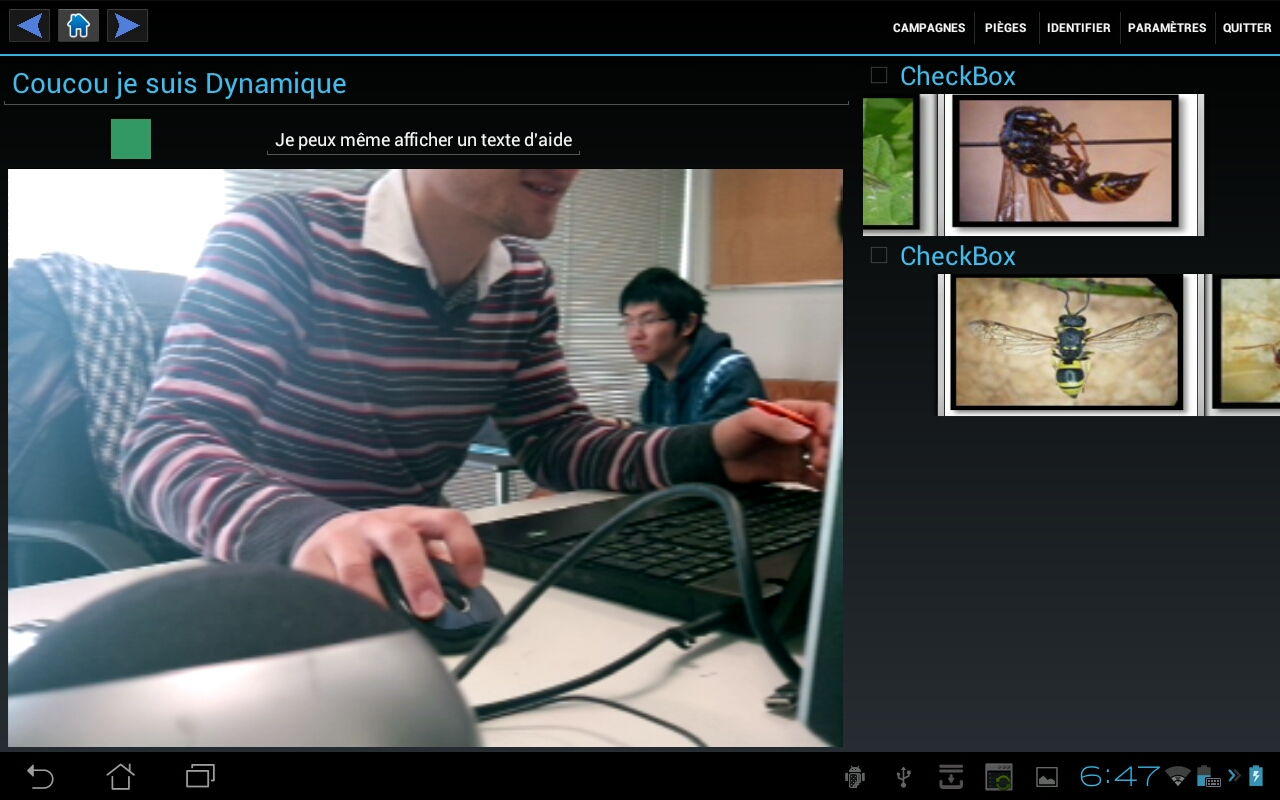 CAMPAGNES PIÈGES IDENTIFIER PARAMÈTRES QUITTER
Coucou je suis Dynamique
Je peux même afficher un texte d'aide
CheckBox
CheckBox
6:47